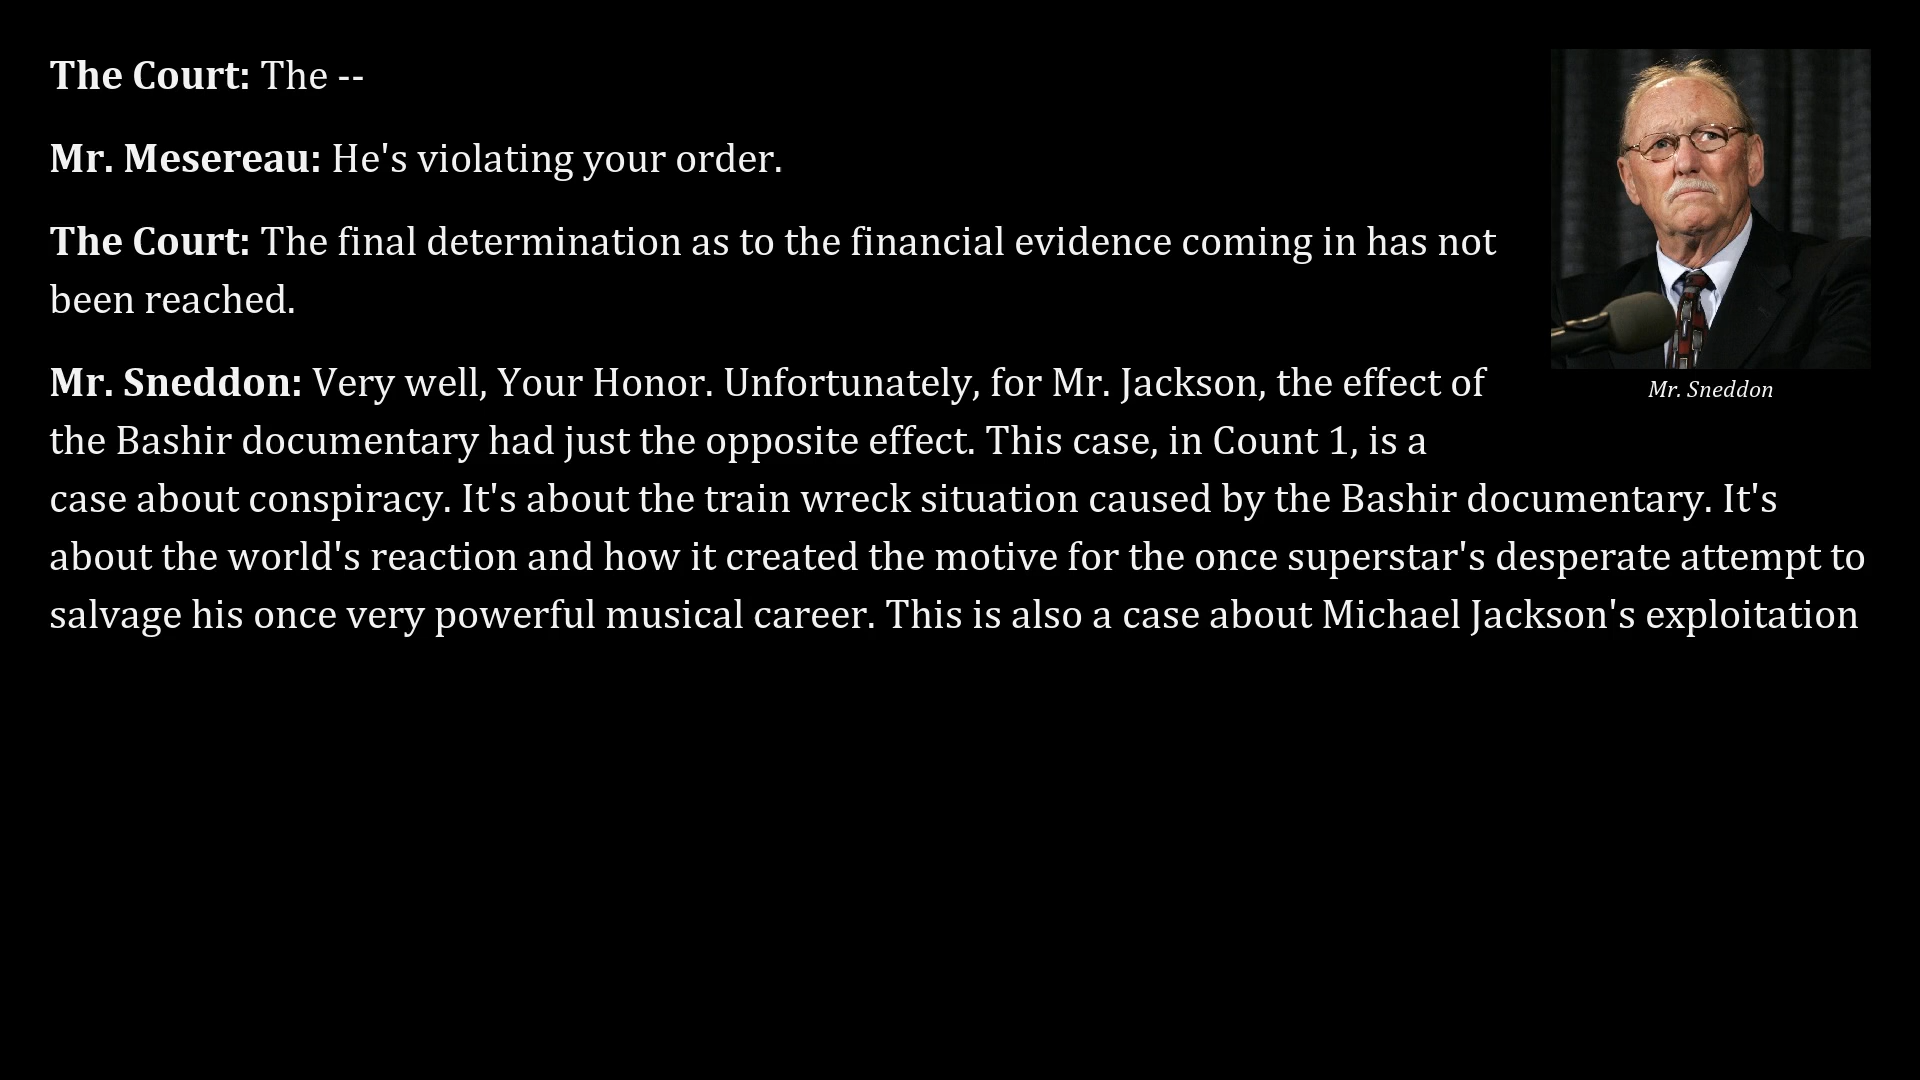 The Court: The --
Mr. Mesereau: He's violating your order.
The Court: The final determination as to the financial evidence coming in has not
been reached.
Mr. Sneddon: Very well, Your Honor. Unfortunately, for Mr. Jackson, the effect of
the Bashir documentary had just the opposite effect. This case, in Count 1, is a
case about conspiracy. It's about the train wreck situation caused by the Bashir documentary. It's
about the world's reaction and how it created the motive for the once superstar's desperate attempt to
salvage his once very powerful musical career. This is also a case about Michael Jackson's exploitation
Mr. Sneddon